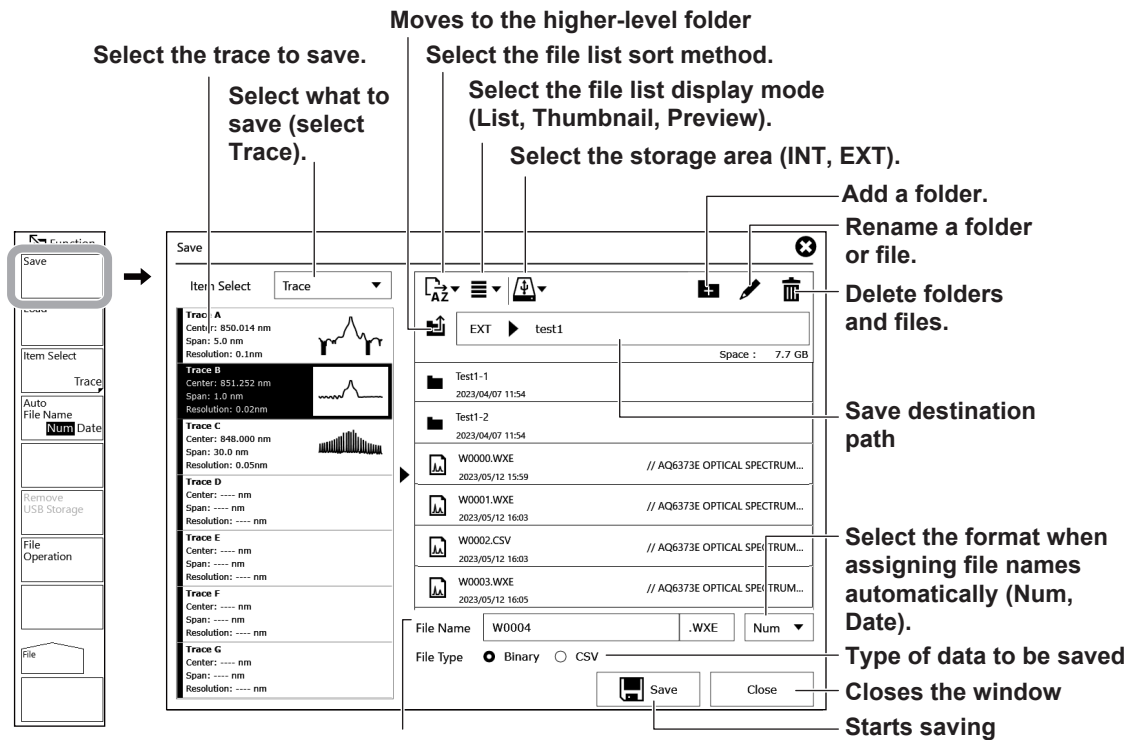 Moves to the higher-level folder
Select the trace to save.
Select the file list sort method.
Select what to
save (select
Trace).
Select the file list display mode
(List, Thumbnail, Preview).
Select the storage area (INT, EXT).
Add a folder.
Rename a folder
or file.
Delete folders
and files.
Save destination
path
Select the format when
assigning file names
automatically (Num,
Date).
Type of data to be saved
Closes the window
Starts saving
Function
Save
Load
Item Select
Trace
Auto
File Name
Num Date
Remove
USB Storage
File
Operation
File
Save
Item Select Trace
Trace A
Center: 850.014 nm
Span: 5.0 nm
Resolution: 0.1nm
Trace B
Center: 851.252 nm
Span: 1.0 nm
Resolution: 0.02nm
Trace C
Center: 848.000 nm
Span: 30.0 nm
Resolution: 0.05nm
Trace D
Center: ---- nm
Span: ---- nm
Resolution: ---- nm
Trace E
Center: ---- nm
Span: ---- nm
Resolution: ---- nm
Trace F
Center: ---- nm
Span: ---- nm
Resolution: ---- nm
Trace G
Center: ---- nm
Span: ---- nm
Resolution: ---- nm
AZ
EXT test1
Space : 7.7 GB
Test1-1
2023/04/07 11:54
Test1-2
2023/04/07 11:54
W0000.WXE // AQ6373E OPTICAL SPECTRUM...
2023/05/12 15:59
W0001.WXE // AQ6373E OPTICAL SPECTRUM...
2023/05/12 16:03
W0002.CSV // AQ6373E OPTICAL SPECTRUM...
2023/05/12 16:03
W0003.WXE // AQ6373E OPTICAL SPECTRUM...
2023/05/12 16:05
File Name W0004 .WXE Num
File Type Binary CSV
Save Close